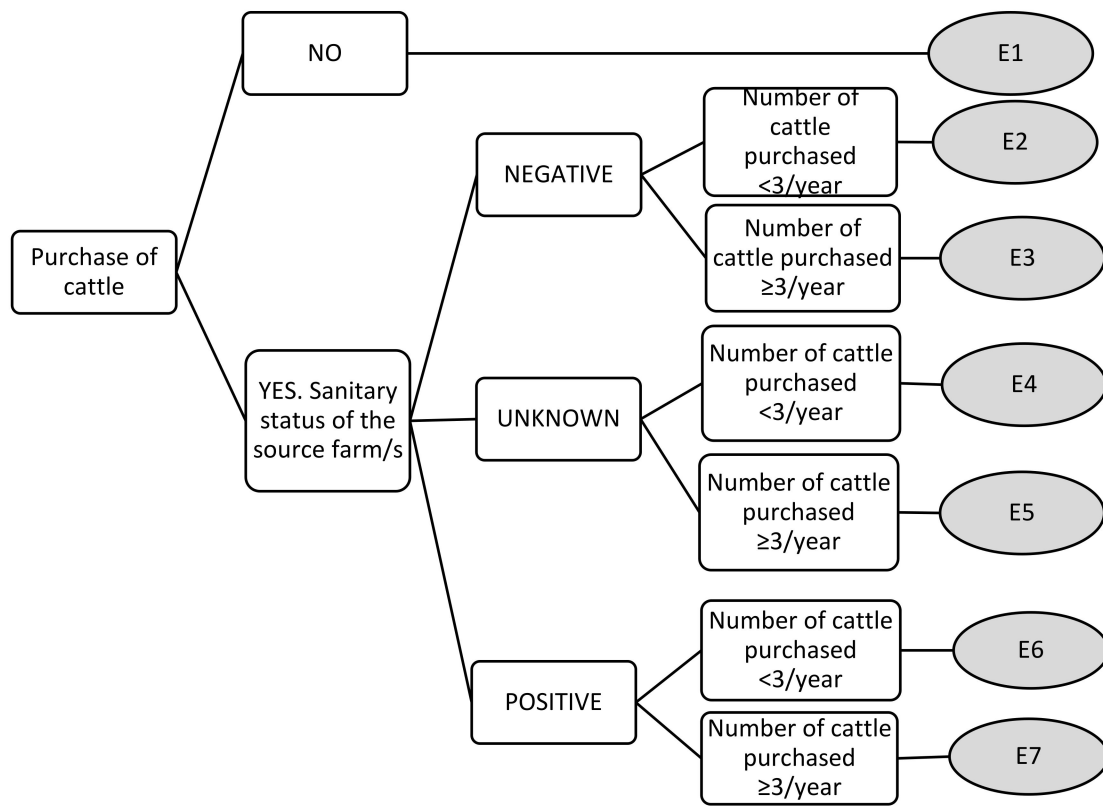 NO
E1
Number of
cattle
purchased
<3/year
E2
NEGATIVE
Number of
cattle purchased
≥3/year
E3
Purchase of
cattle
YES. Sanitary
status of the
source farm/s
Number of cattle
purchased
<3/year
E4
UNKNOWN
Number of cattle
purchased
≥3/year
E5
Number of cattle
purchased
<3/year
E6
POSITIVE
Number of cattle
purchased
≥3/year
E7